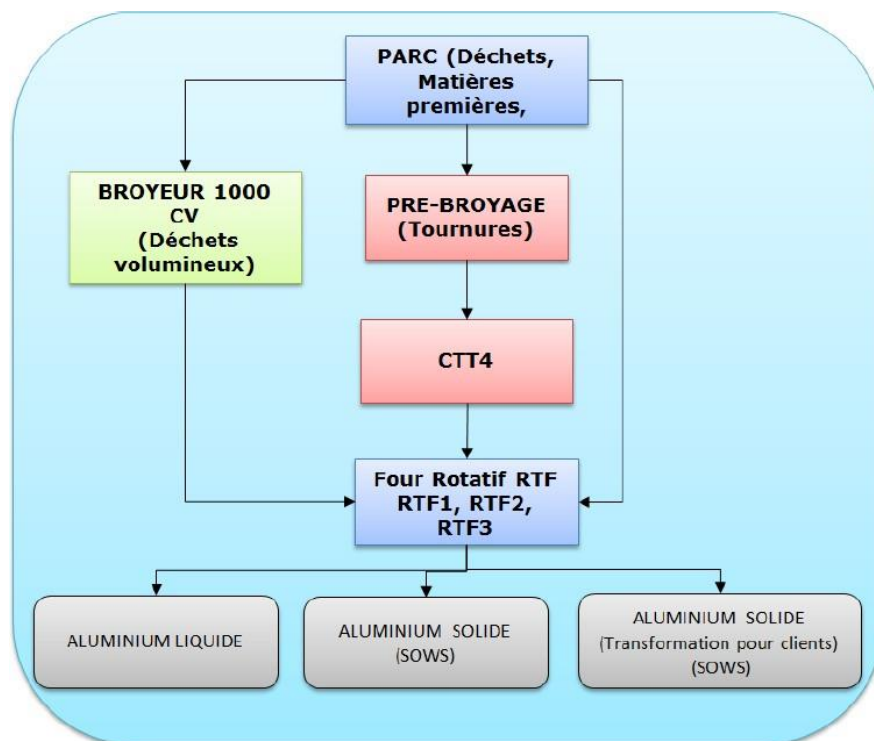 PARC (Déchets,
Matières
premières,
BROYEUR 1000
CV
(Déchets
volumineux)
PRE-BROYAGE
(Tournures)
CTT4
Four Rotatif RTF
RTF1, RTF2,
RTF3
ALUMINIUM LIQUIDE
ALUMINIUM SOLIDE
(SOWS)
ALUMINIUM SOLIDE
(Transformation pour clients)
(SOWS)